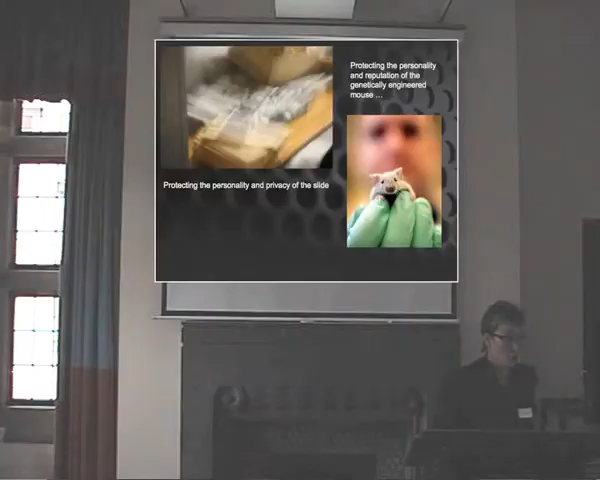 Protecting the personality
and reputation of the
genetically engineered
mouse ...
Protecting the personality and privacy of the slide